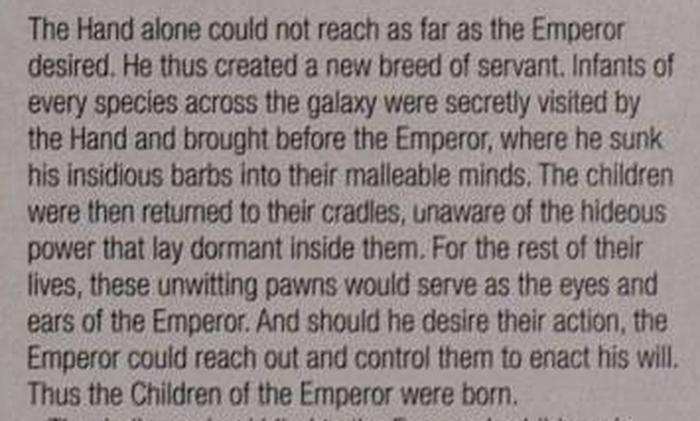 The Hand alone could not reach as far as the Emperor
desired. He thus created a new breed of servant. Infants of
every species across the galaxy were secretly visited by
the Hand and brought before the Emperor, where he sunk
his insidious barbs into their malleable minds. The children
were then returned to their cradles, unaware of the hideous
power that lay dormant inside them. For the rest of their
lives, these unwitting pawns would serve as the eyes and
ears of the Emperor. And should he desire their action, the
Emperor could reach out and control them to enact his will.
Thus the Children of the Emperor were born.